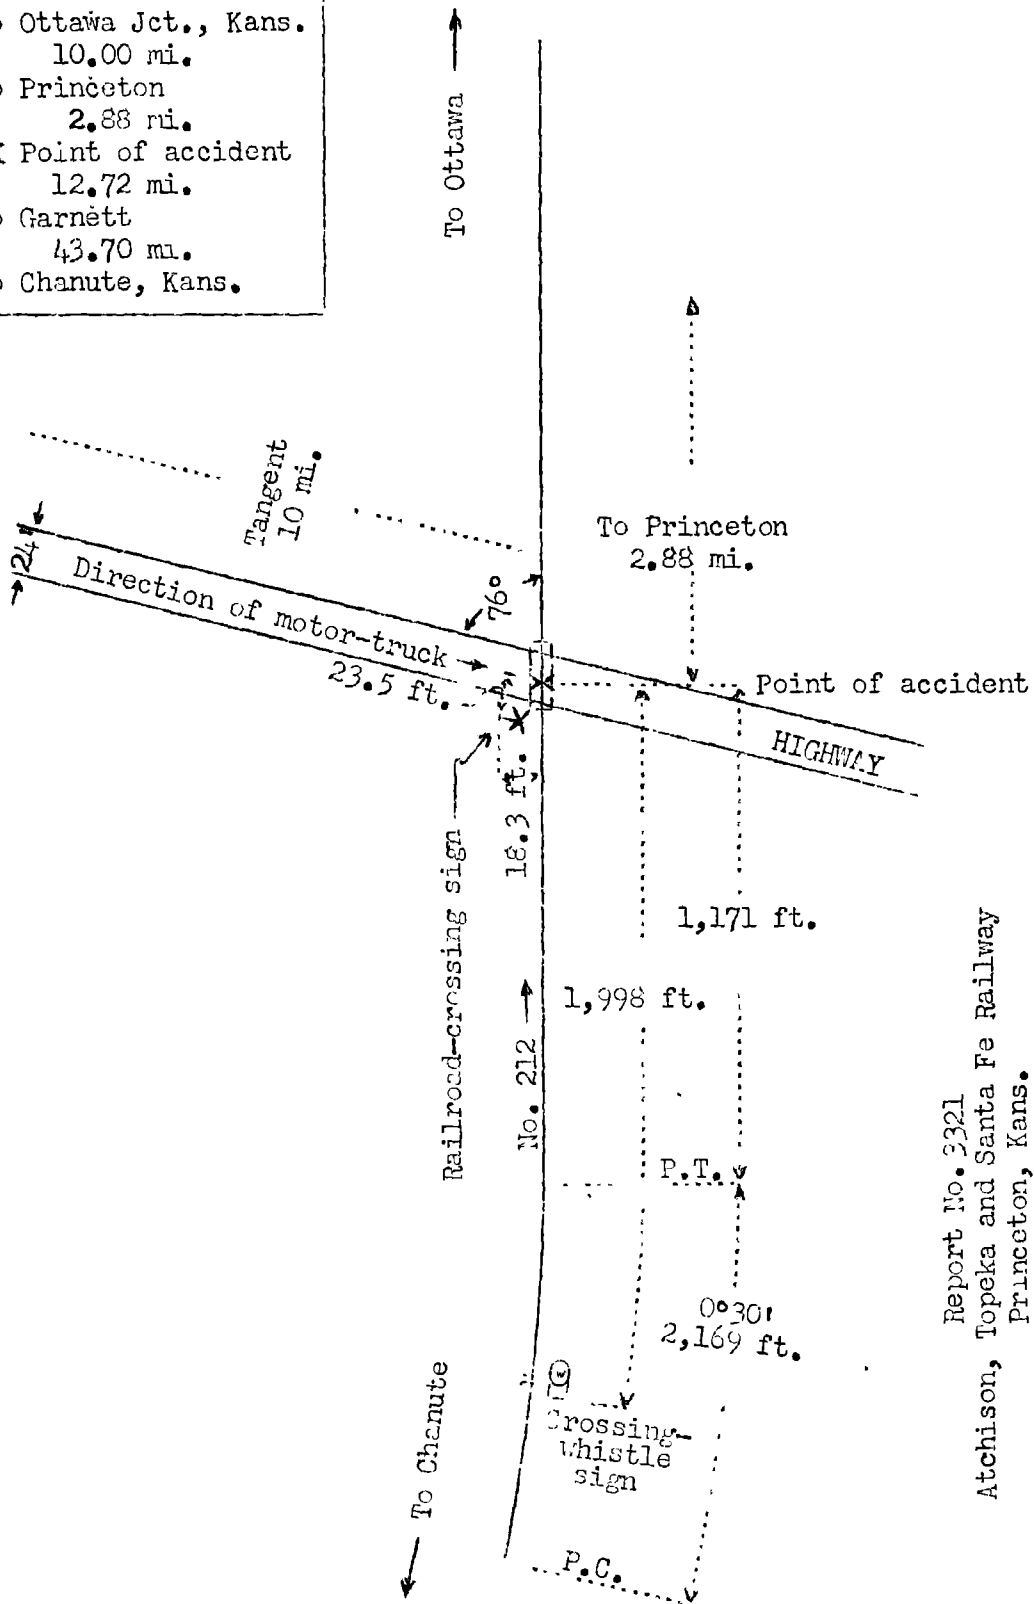 Ottawa Jct., Kans.
10.00 mi.
Princeton
2.88 mi.
X Point of accident
12.72 mi.
Garnett
43.70 mi.
Chanute, Kans.
To Ottawa
Tangent
10 mi.
To Princeton
2.88 mi.
24'
Direction of motor-truck
76°
23.5 ft.
Point of accident
HIGHWAY
18.3 ft.
Railroad-crossing sign
1,171 ft.
1,998 ft.
No. 212
P.T.
0°30'
2,169 ft.
Crossing-
whistle
sign
To Chanute
P.C.
Report No. 3321
Atchison, Topeka and Santa Fe Railway
Princeton, Kans.